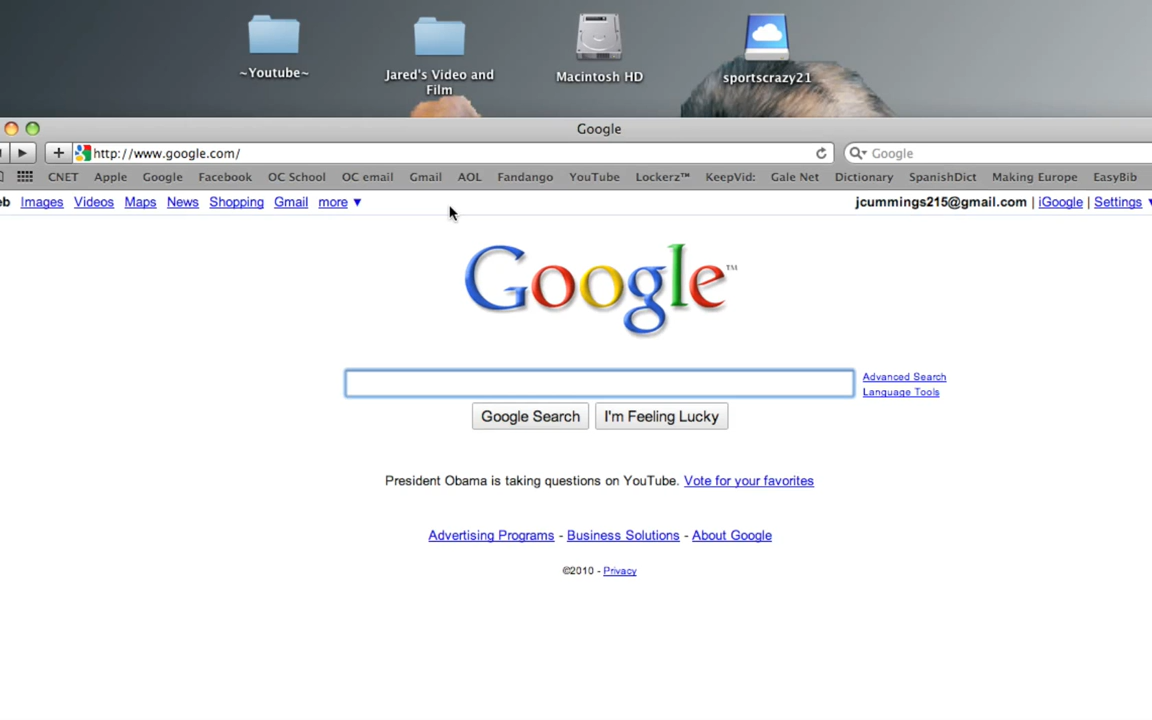 ~Youtube~
Jared's Video and
Film
Macintosh HD
sportscrazy21
Google
http://www.google.com/
Google
CNET Apple Google Facebook OC School OC email Gmail AOL Fandango YouTube Lockerz™ KeepVid: Gale Net Dictionary SpanishDict Making Europe EasyBib
Images Videos Maps News Shopping Gmail more ▼ jcummings215@gmail.com | iGoogle | Settings ▼
Google™
Advanced Search
Language Tools
Google Search I'm Feeling Lucky
President Obama is taking questions on YouTube. Vote for your favorites
Advertising Programs - Business Solutions - About Google
©2010 - Privacy